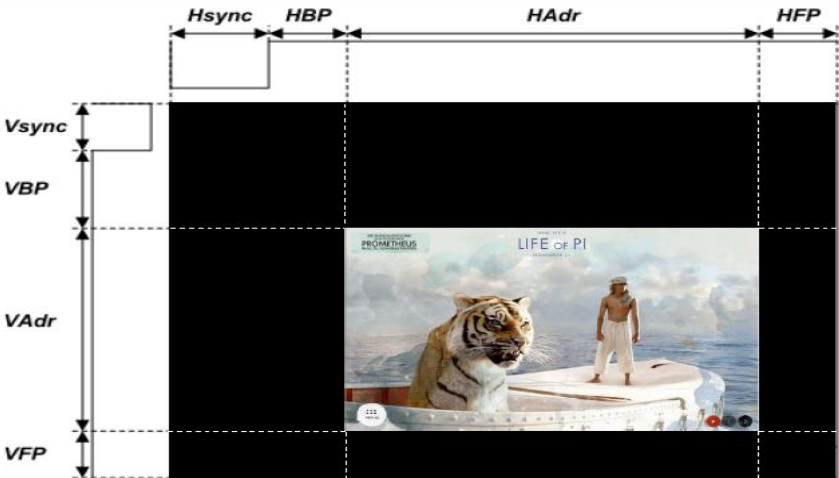 Hsync HBP HAdr HFP
Vsync
VBP
VAdr
VFP
PROMETHEUS
LIFE OF PI